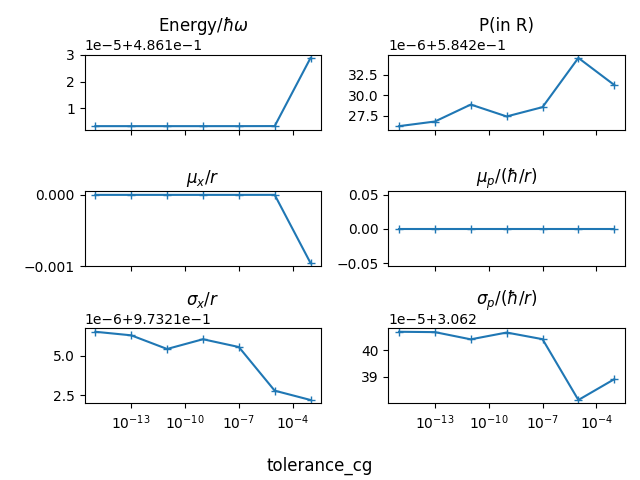 Energy/ℏω
1e−5+4.861e−1
3
2
1
P(in R)
1e−6+5.842e−1
32.5
30.0
27.5
μₓ/r
0.000
−0.001
μₚ/(ℏ/r)
0.05
0.00
−0.05
σₓ/r
1e−6+9.7321e−1
5.0
2.5
10⁻¹³ 10⁻¹⁰ 10⁻⁷ 10⁻⁴
σₚ/(ℏ/r)
1e−5+3.062
40
39
10⁻¹³ 10⁻¹⁰ 10⁻⁷ 10⁻⁴
tolerance_cg